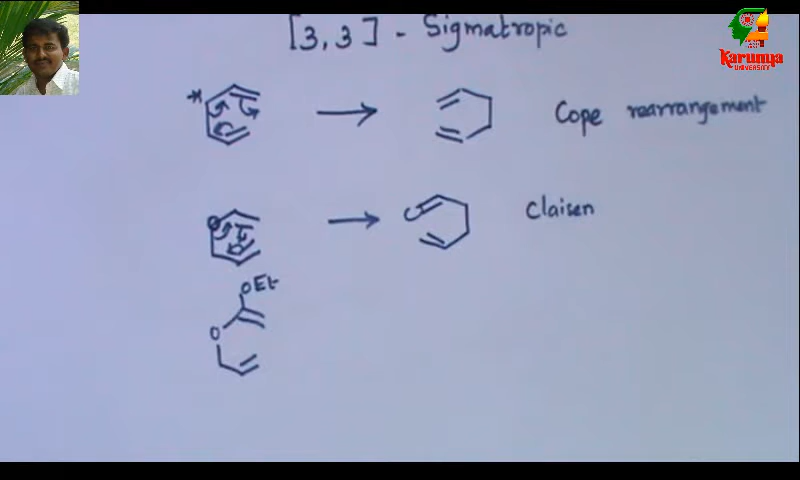 [3,3] - Sigmatropic
Karunya
UNIVERSITY
*
Cope rearrangement
O
O
Claisen
OEt
O